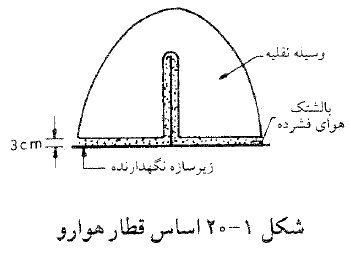 وسیله نقلیه
بالشتک
هوای فشرده
3cm
زیرسازه نگهدارنده
شکل ۱-۲۰ اساس قطار هوارو